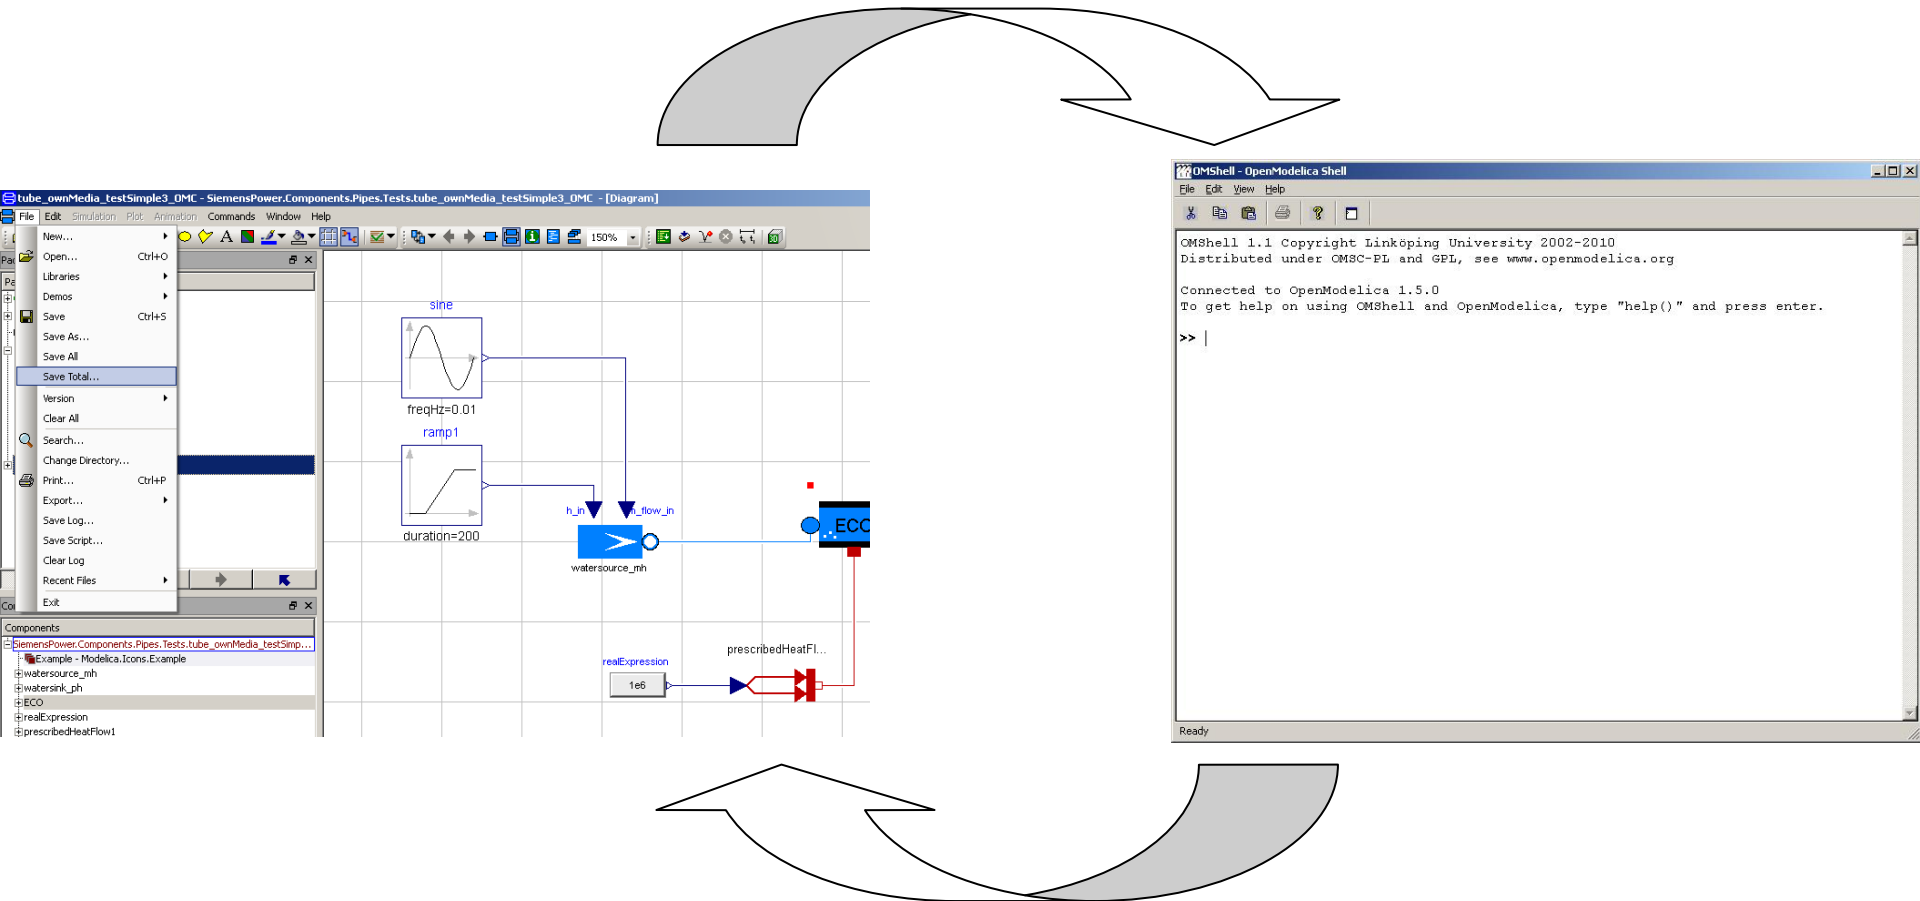 tube_ownMedia_testSimple3_OMC - SiemensPower.Components.Pipes.Tests.tube_ownMedia_testSimple3_OMC - [Diagram]
File Edit Simulation Plot Animation Commands Window Help
150%
New...
Open... Ctrl+O
Libraries
Demos
Save Ctrl+S
Save As...
Save All
Save Total...
Version
Clear All
Search...
Change Directory...
Print... Ctrl+P
Export...
Save Log...
Save Script...
Clear Log
Recent Files
Exit
Components
SiemensPower.Components.Pipes.Tests.tube_ownMedia_testSimp...
Example - Modelica.Icons.Example
watersource_mh
watersink_ph
ECO
realExpression
prescribedHeatFlow1
sine
freqHz=0.01
ramp1
duration=200
h_in
_flow_in
watersource_mh
ECO
prescribedHeatFl...
realExpression
1e6
OMShell - OpenModelica Shell
File Edit View Help
OMShell 1.1 Copyright Linköping University 2002-2010
Distributed under OMSC-PL and GPL, see www.openmodelica.org
Connected to OpenModelica 1.5.0
To get help on using OMShell and OpenModelica, type "help()" and press enter.
>>
Ready